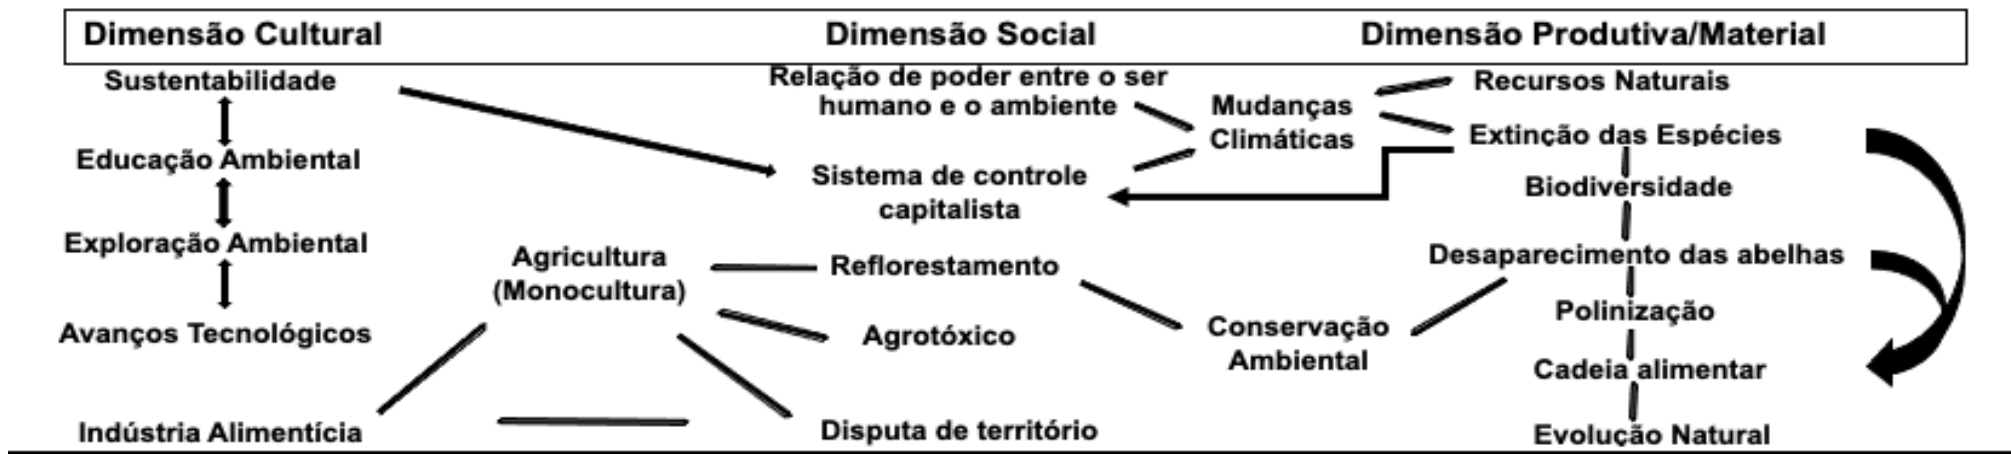 Dimensão Cultural
Dimensão Social
Dimensão Produtiva/Material
Sustentabilidade
Educação Ambiental
Exploração Ambiental
Avanços Tecnológicos
Indústria Alimentícia
Agricultura
(Monocultura)
Relação de poder entre o ser
humano e o ambiente
Sistema de controle
capitalista
Reflorestamento
Agrotóxico
Disputa de território
Mudanças
Climáticas
Conservação
Ambiental
Recursos Naturais
Extinção das Espécies
Biodiversidade
Desaparecimento das abelhas
Polinização
Cadeia alimentar
Evolução Natural